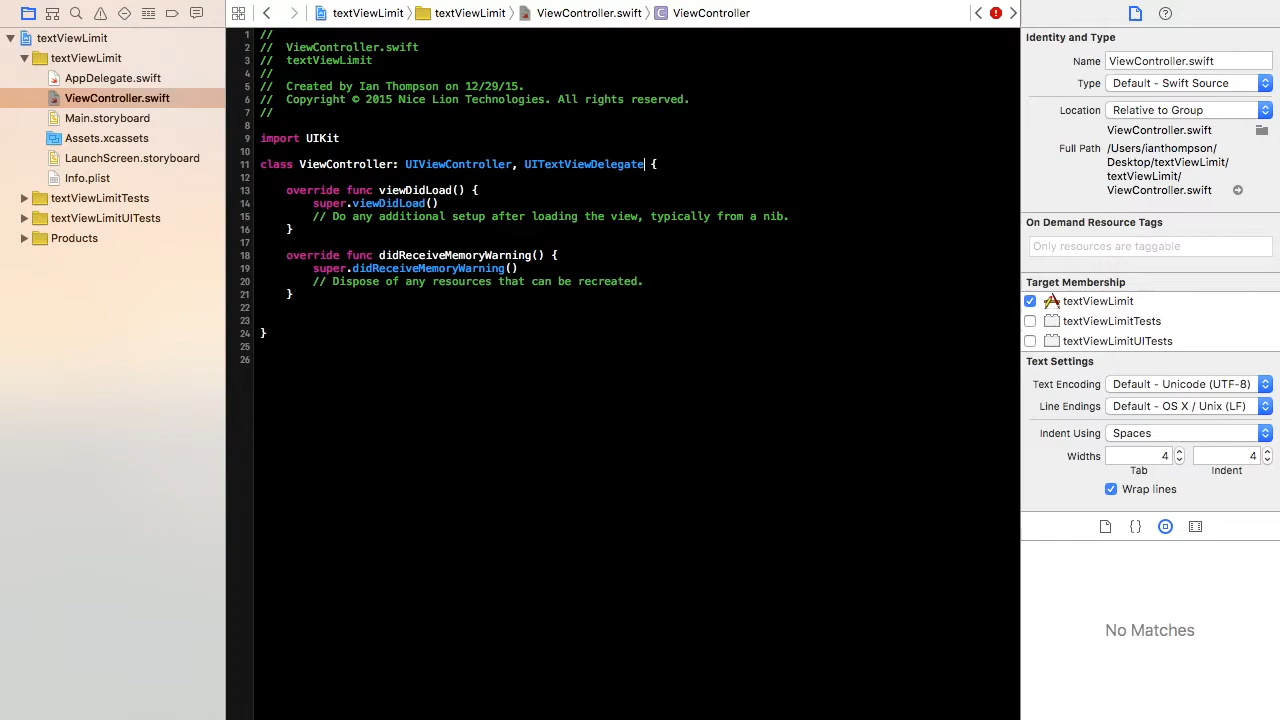 textViewLimit
textViewLimit
AppDelegate.swift
ViewController.swift
Main.storyboard
Assets.xcassets
LaunchScreen.storyboard
Info.plist
textViewLimitTests
textViewLimitUITests
Products
textViewLimit textViewLimit ViewController.swift C ViewController
1 //
2 //  ViewController.swift
3 //  textViewLimit
4 //
5 //  Created by Ian Thompson on 12/29/15.
6 //  Copyright © 2015 Nice Lion Technologies. All rights reserved.
7 //
8
9 import UIKit
10
11 class ViewController: UIViewController, UITextViewDelegate {
12
13     override func viewDidLoad() {
14         super.viewDidLoad()
15         // Do any additional setup after loading the view, typically from a nib.
16     }
17
18     override func didReceiveMemoryWarning() {
19         super.didReceiveMemoryWarning()
20         // Dispose of any resources that can be recreated.
21     }
22
23
24 }
25
26
Identity and Type
Name ViewController.swift
Type Default - Swift Source
Location Relative to Group
ViewController.swift
Full Path /Users/ianthompson/
Desktop/textViewLimit/
textViewLimit/
ViewController.swift
On Demand Resource Tags
Only resources are taggable
Target Membership
textViewLimit
textViewLimitTests
textViewLimitUITests
Text Settings
Text Encoding Default - Unicode (UTF-8)
Line Endings Default - OS X / Unix (LF)
Indent Using Spaces
Widths 4 4
Tab Indent
Wrap lines
{ }
No Matches